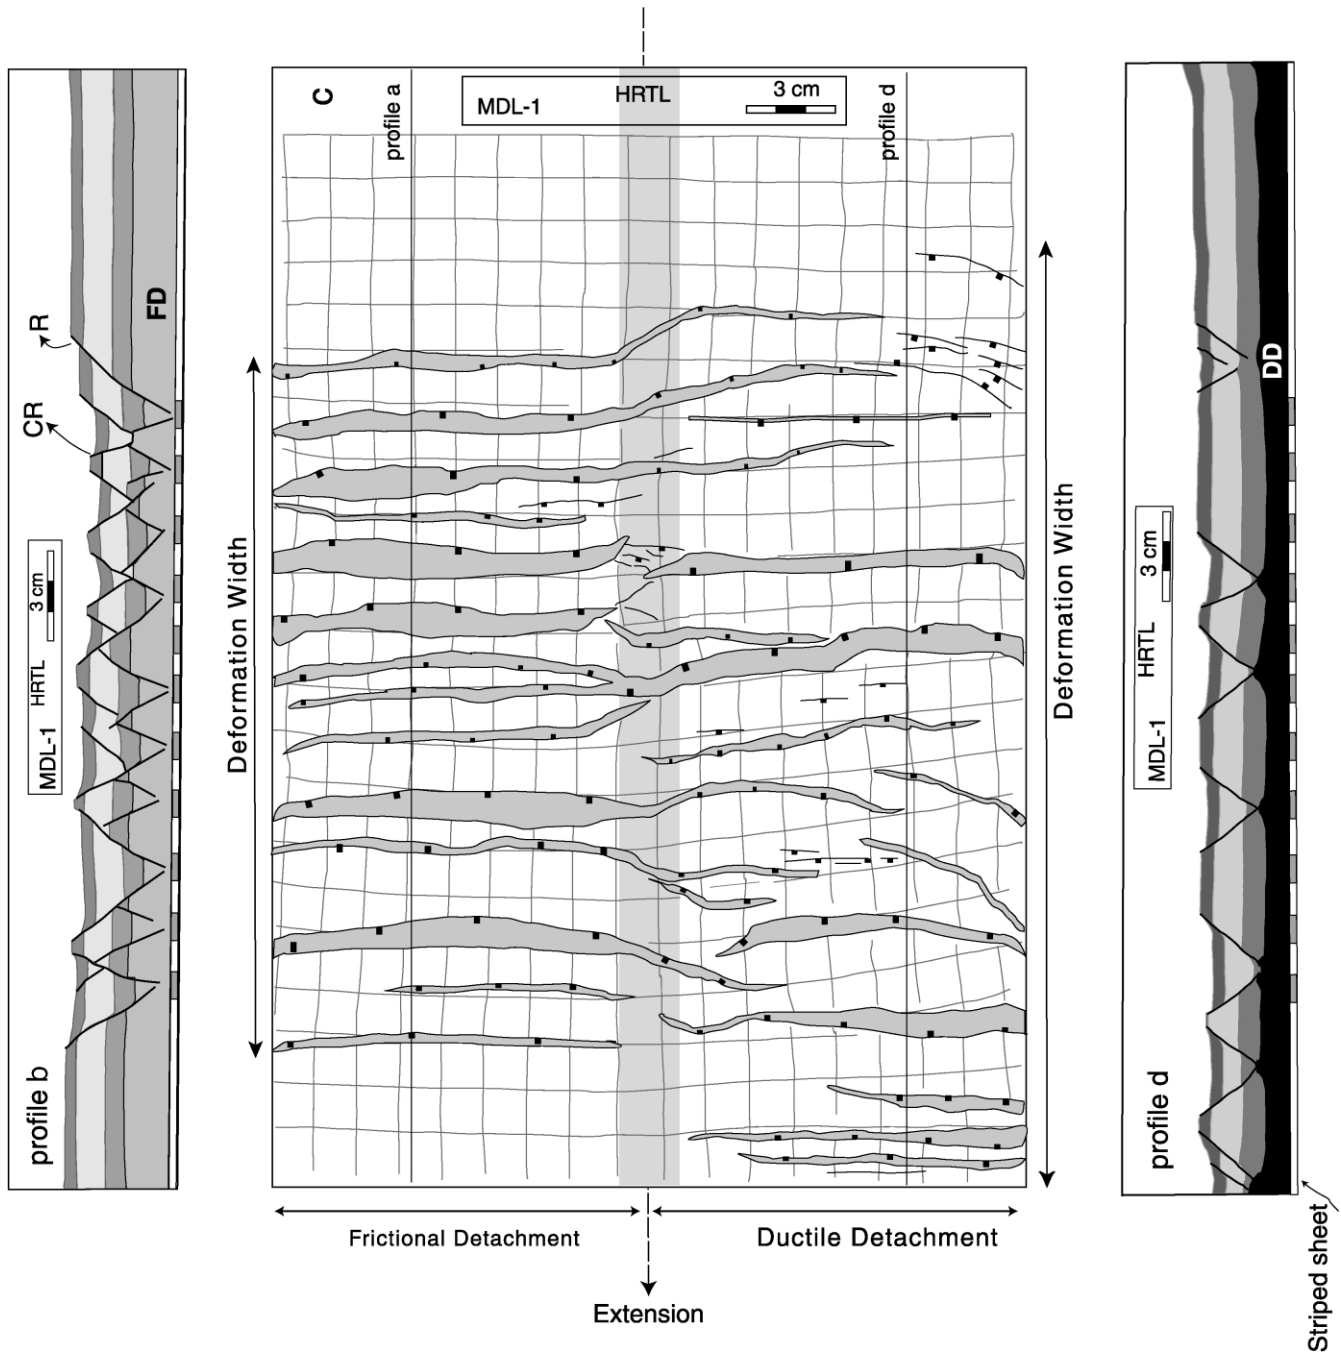 R
CR
FD
3 cm
HRTL
MDL-1
profile b
C
profile a
MDL-1
HRTL
3 cm
profile d
Deformation Width
Deformation Width
Frictional Detachment
Ductile Detachment
Extension
DD
3 cm
HRTL
MDL-1
profile d
Striped sheet